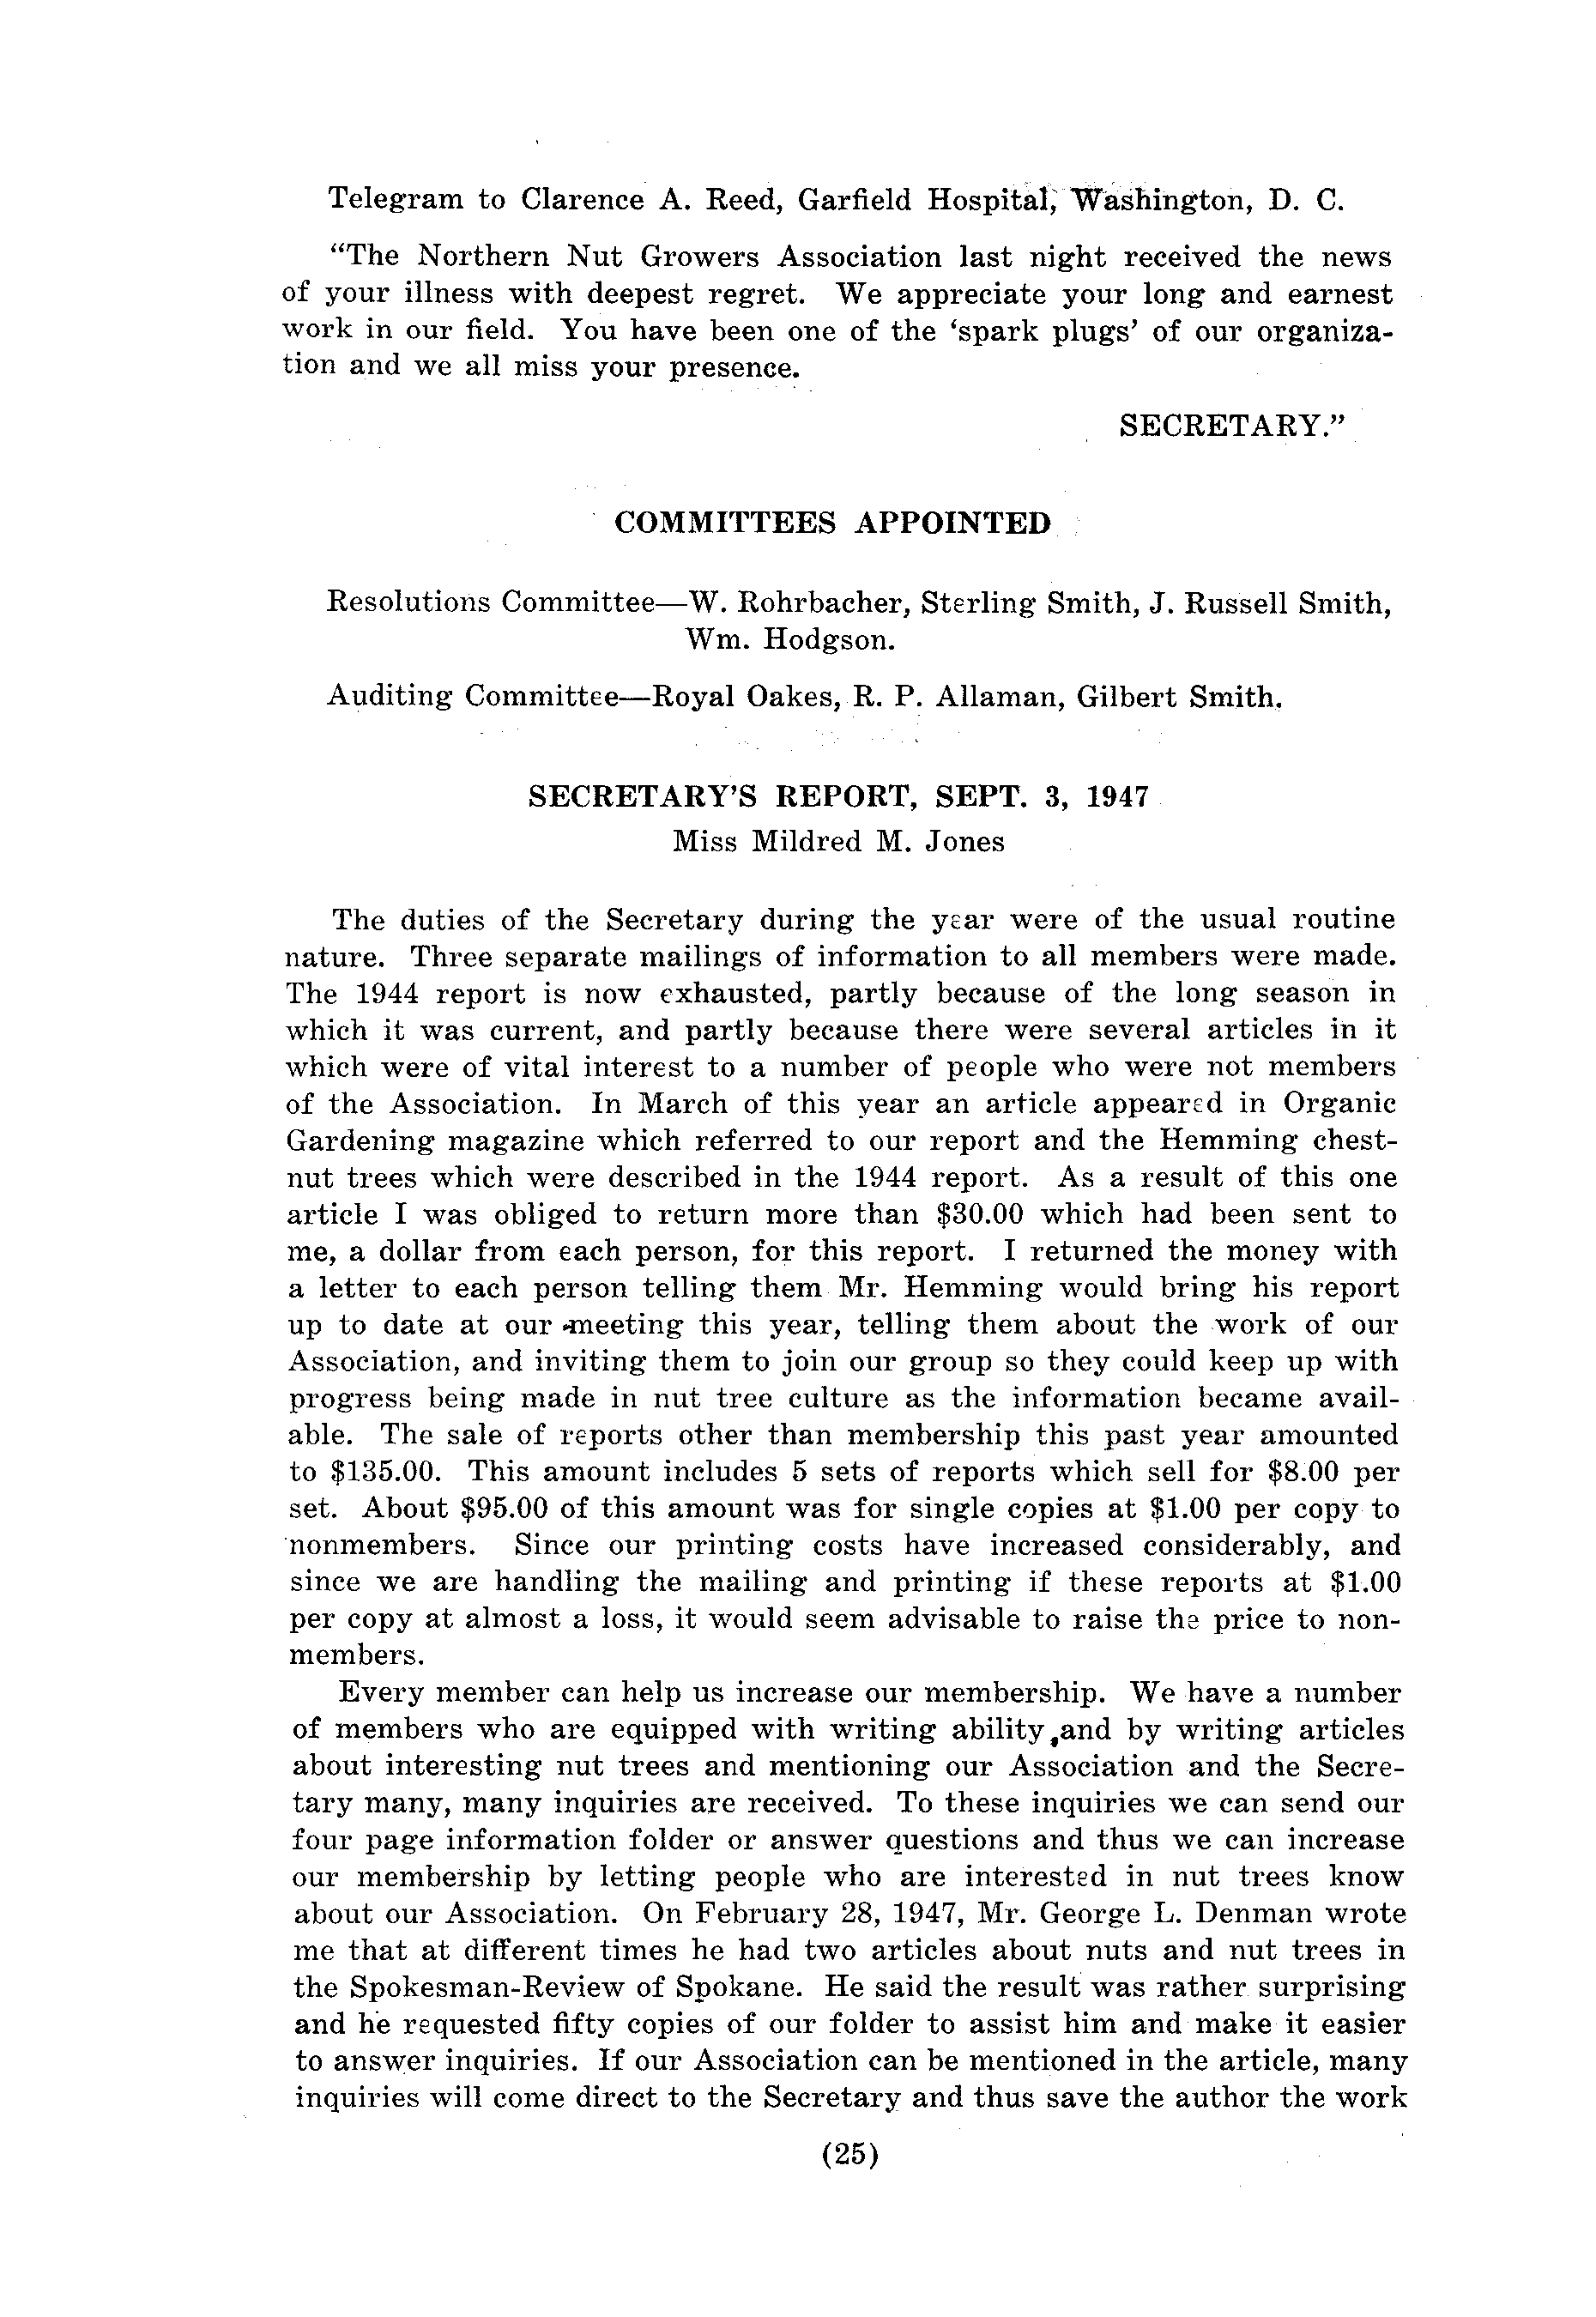 Telegram to Clarence A. Reed, Garfield Hospital, Washington, D. C.
“The Northern Nut Growers Association last night received the news
of your illness with deepest regret. We appreciate your long and earnest
work in our field. You have been one of the ‘spark plugs’ of our organiza-
tion and we all miss your presence.
SECRETARY.”
COMMITTEES APPOINTED
Resolutions Committee—W. Rohrbacher, Sterling Smith, J. Russell Smith,
Wm. Hodgson.
Auditing Committee—Royal Oakes, R. P. Allaman, Gilbert Smith.
SECRETARY’S REPORT, SEPT. 3, 1947
Miss Mildred M. Jones
The duties of the Secretary during the year were of the usual routine
nature. Three separate mailings of information to all members were made.
The 1944 report is now exhausted, partly because of the long season in
which it was current, and partly because there were several articles in it
which were of vital interest to a number of people who were not members
of the Association. In March of this year an article appeared in Organic
Gardening magazine which referred to our report and the Hemming chest-
nut trees which were described in the 1944 report. As a result of this one
article I was obliged to return more than $30.00 which had been sent to
me, a dollar from each person, for this report. I returned the money with
a letter to each person telling them Mr. Hemming would bring his report
up to date at our meeting this year, telling them about the work of our
Association, and inviting them to join our group so they could keep up with
progress being made in nut tree culture as the information became avail-
able. The sale of reports other than membership this past year amounted
to $135.00. This amount includes 5 sets of reports which sell for $8.00 per
set. About $95.00 of this amount was for single copies at $1.00 per copy to
nonmembers. Since our printing costs have increased considerably, and
since we are handling the mailing and printing if these reports at $1.00
per copy at almost a loss, it would seem advisable to raise the price to non-
members.
Every member can help us increase our membership. We have a number
of members who are equipped with writing ability,and by writing articles
about interesting nut trees and mentioning our Association and the Secre-
tary many, many inquiries are received. To these inquiries we can send our
four page information folder or answer questions and thus we can increase
our membership by letting people who are interested in nut trees know
about our Association. On February 28, 1947, Mr. George L. Denman wrote
me that at different times he had two articles about nuts and nut trees in
the Spokesman-Review of Spokane. He said the result was rather surprising
and he requested fifty copies of our folder to assist him and make it easier
to answer inquiries. If our Association can be mentioned in the article, many
inquiries will come direct to the Secretary and thus save the author the work
(25)